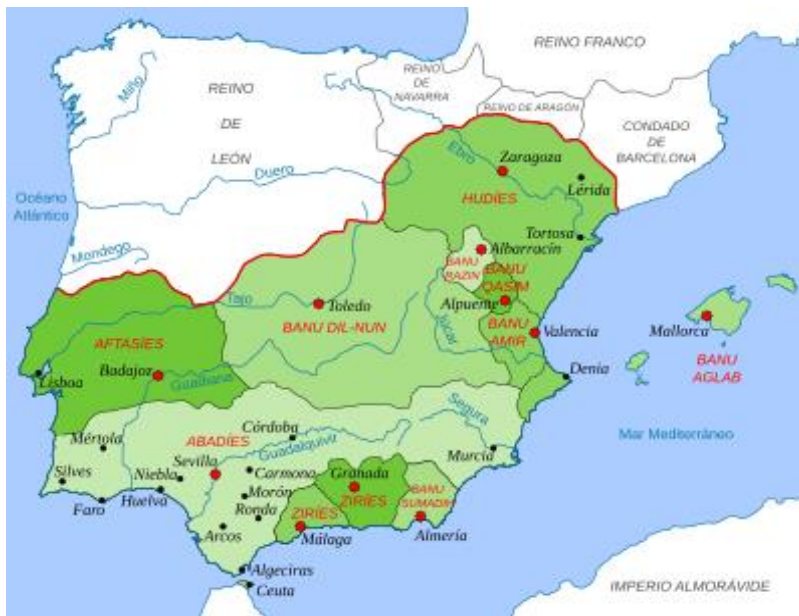 REINO FRANCO
REINO
DE
NAVARRA
REINO DE ARAGÓN
CONDADO
DE
BARCELONA
REINO
DE
LEÓN
Miño
Duero
Ebro
Zaragoza
Lérida
HUDÍES
Océano
Atlántico
Mondego
Tortosa
Albarracín
BANU
RAZIN
BANU
QASIM
Alpuente
Tajo
Toledo
BANU DIL-NUN
Júcar
BANU
AMIR
Valencia
Mallorca
BANU
AGLAB
AFTASÍES
Lisboa
Badajoz
Guadiana
Denia
Segura
Mar Mediterráneo
Córdoba
ABADÍES
Guadalquivir
Mértola
Sevilla
Murcia
Silves
Niebla
Carmona
Granada
Faro
Huelva
Morón
ZIRÍES
BANU
SUMADIH
Ronda
ZIRÍES
Arcos
Málaga
Almería
Algeciras
Ceuta
IMPERIO ALMORÁVIDE